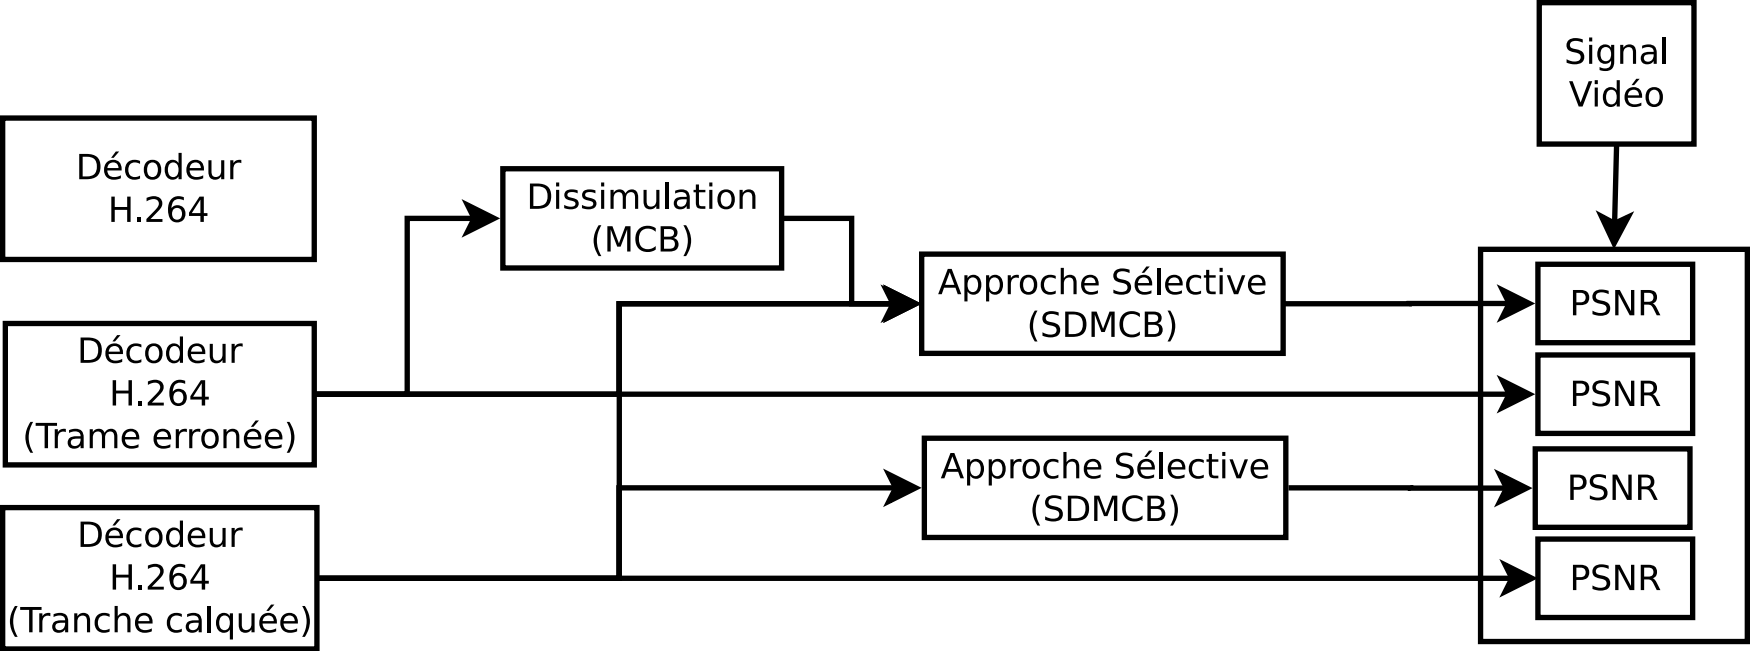 Signal
Vidéo
Décodeur
H.264
Dissimulation
(MCB)
Approche Sélective
(SDMCB)
PSNR
Décodeur
H.264
(Trame erronée)
PSNR
Approche Sélective
(SDMCB)
PSNR
Décodeur
H.264
(Tranche calquée)
PSNR